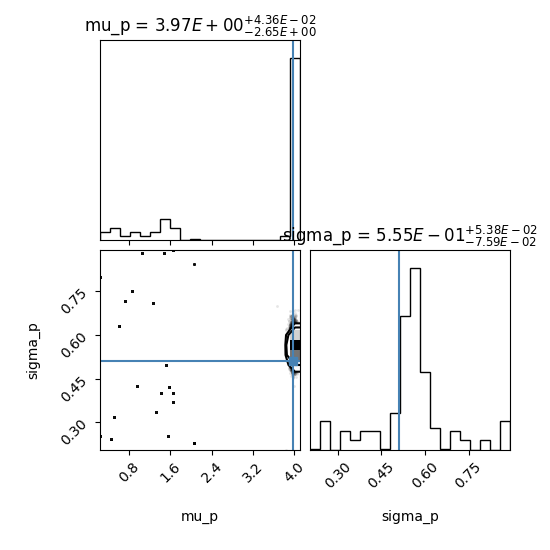 mu_p = 3.97E+00+4.36E−02 −2.65E+00
sigma_p = 5.55E−01+5.38E−02 −7.59E−02
0.75
0.60
0.45
0.30
sigma_p
0.8 1.6 2.4 3.2 4.0 0.30 0.45 0.60 0.75
mu_p sigma_p